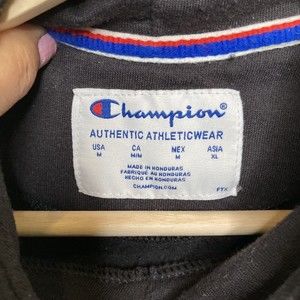 Champion®
AUTHENTIC ATHLETICWEAR
USA CA MEX ASIA
M M/M M XL
MADE IN HONDURAS
FABRIQUÉ AU HONDURAS
HECHO EN HONDURAS
CHAMPION.COM FTX